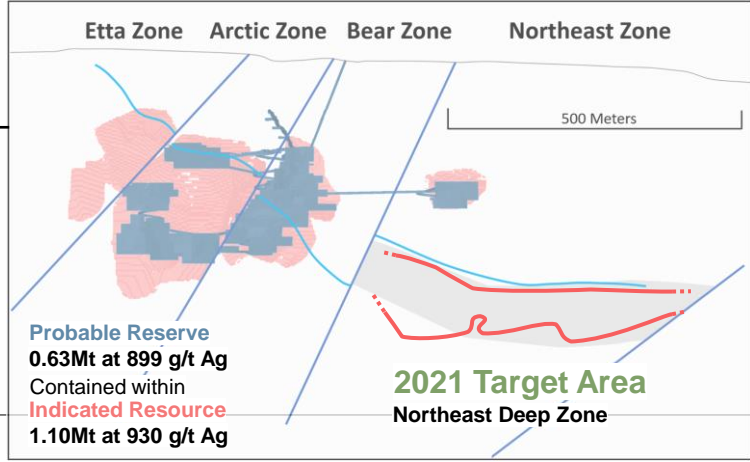 Etta Zone Arctic Zone Bear Zone Northeast Zone
500 Meters
Probable Reserve
0.63Mt at 899 g/t Ag
Contained within
Indicated Resource
1.10Mt at 930 g/t Ag
2021 Target Area
Northeast Deep Zone